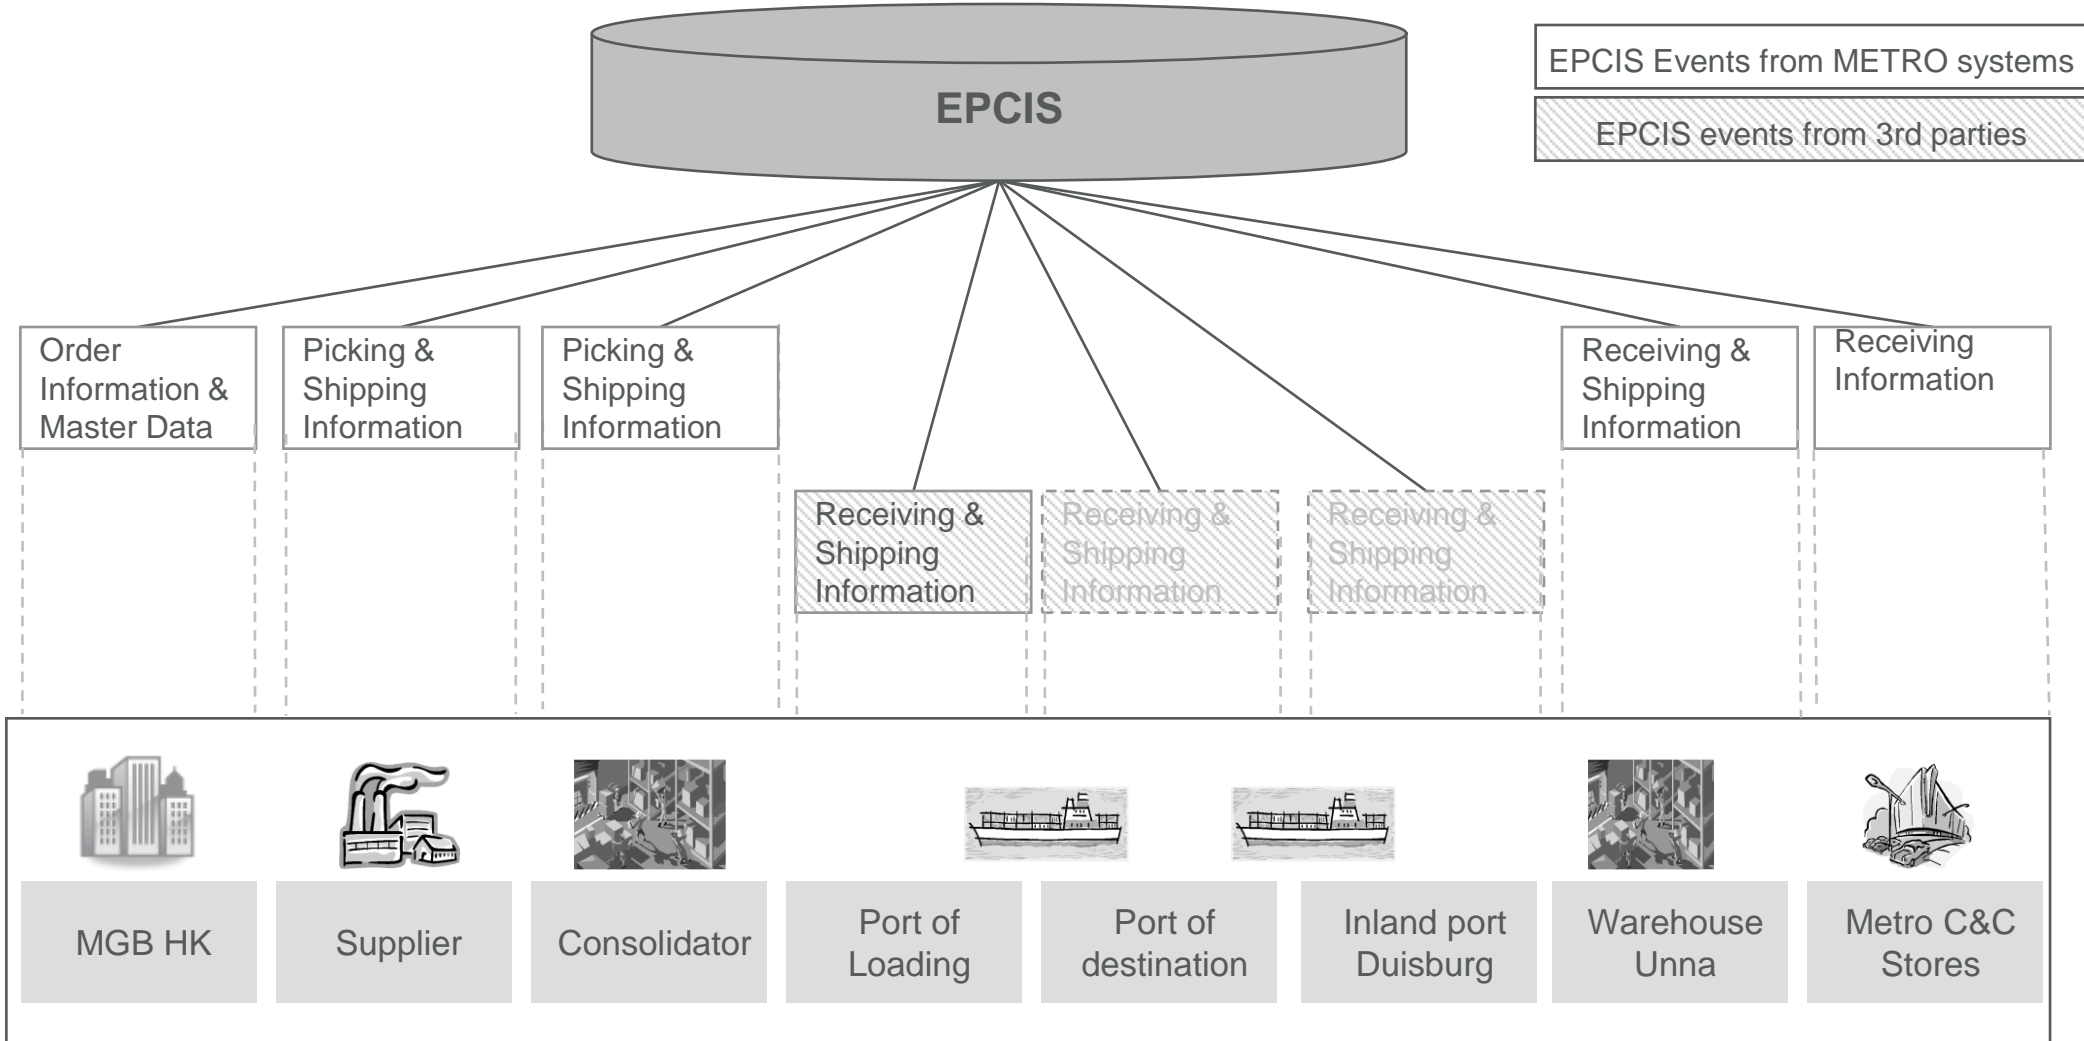 EPCIS
EPCIS Events from METRO systems
EPCIS events from 3rd parties
Order
Information &
Master Data
Picking &
Shipping
Information
Picking &
Shipping
Information
Receiving &
Shipping
Information
Receiving &
Shipping
Information
Receiving &
Shipping
Information
Receiving &
Shipping
Information
Receiving
Information
MGB HK
Supplier
Consolidator
Port of
Loading
Port of
destination
Inland port
Duisburg
Warehouse
Unna
Metro C&C
Stores